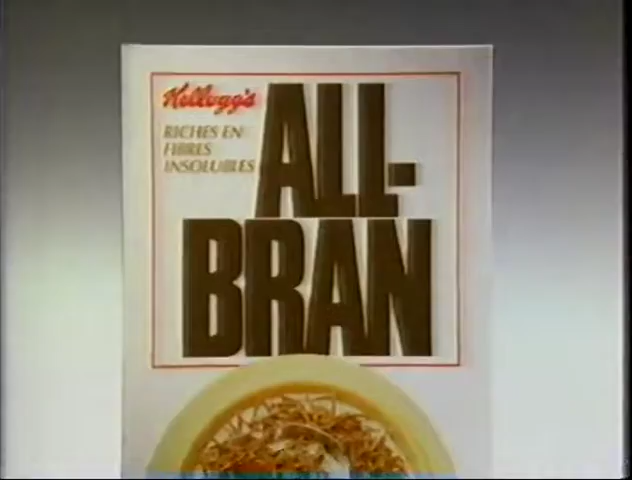 Kellogg's
RICHES EN
FIBRES
INSOLUBLES
ALL-
BRAN